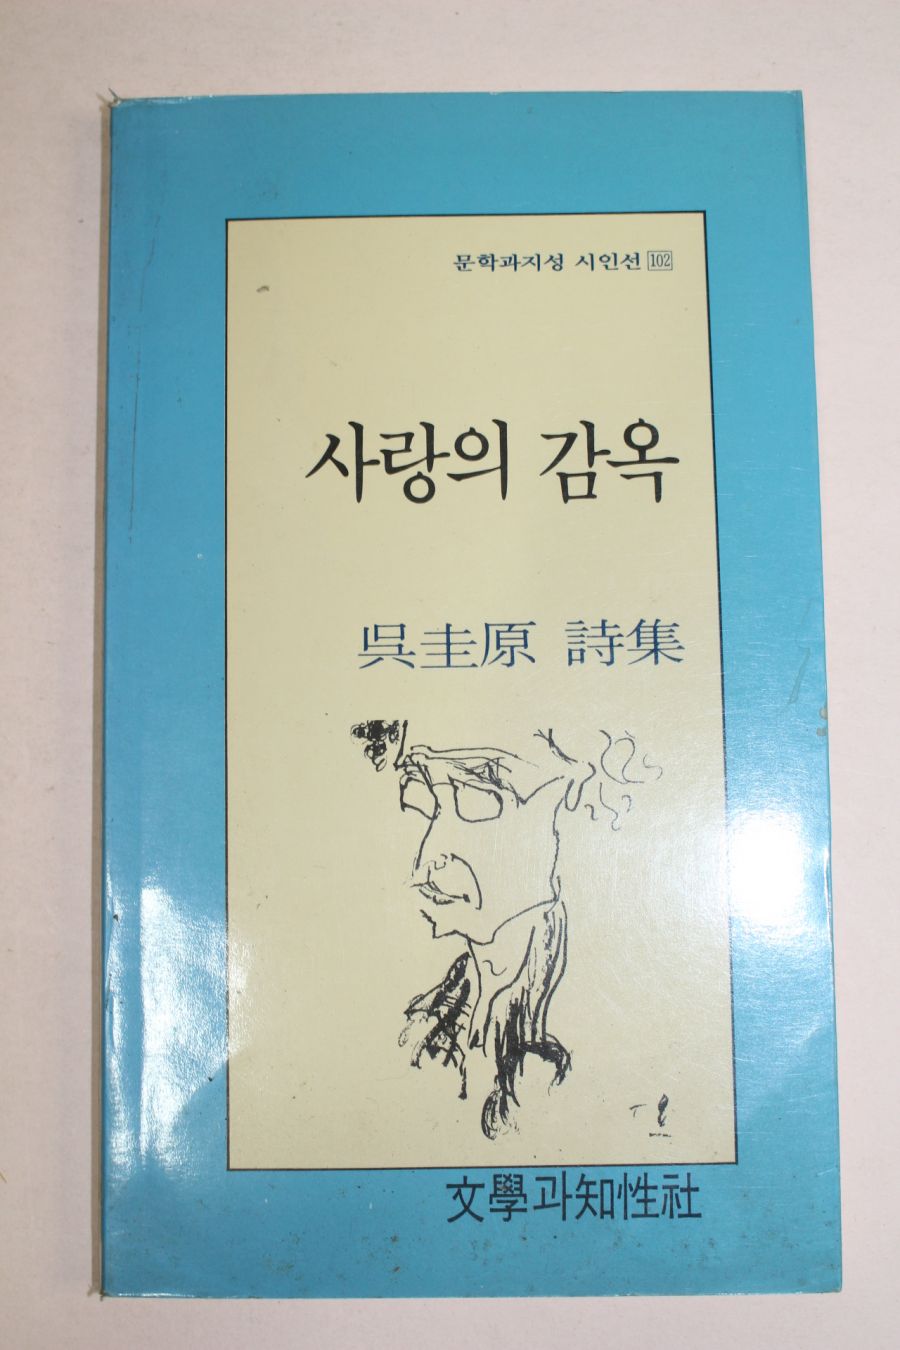 문학과지성 시인선 102
사랑의 감옥
呉圭原 詩集
文學과知性社